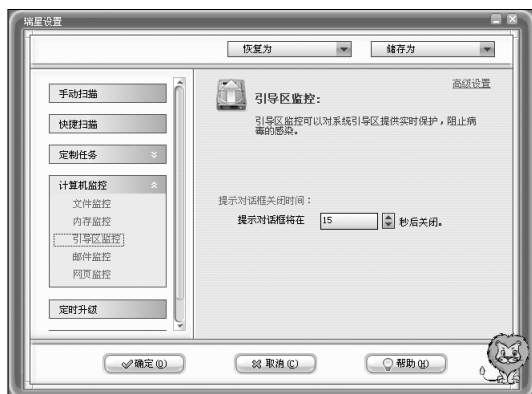 瑞星设置
恢复为
储存为
手动扫描
快捷扫描
定制任务
计算机监控
文件监控
内存监控
引导区监控
邮件监控
网页监控
定时升级
高级设置
引导区监控：
引导区监控可以对系统引导区提供实时保护，阻止病
毒的感染。
提示对话框关闭时间：
提示对话框将在 15 秒后关闭。
确定(O)
取消(C)
帮助(H)